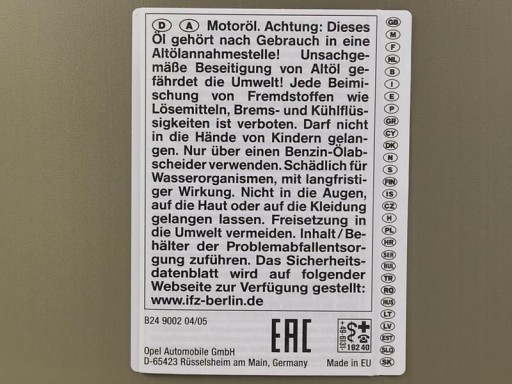 D A Motoröl. Achtung: Dieses
Öl gehört nach Gebrauch in eine
Altölannahmestelle! Unsachge-
mäße Beseitigung von Altöl ge-
fährdet die Umwelt! Jede Beimi-
schung von Fremdstoffen wie
Lösemitteln, Brems- und Kühlflüs-
sigkeiten ist verboten. Darf nicht
in die Hände von Kindern gelan-
gen. Nur über einen Benzin-Ölab-
scheider verwenden. Schädlich für
Wasserorganismen, mit langfristi-
ger Wirkung. Nicht in die Augen,
auf die Haut oder auf die Kleidung
gelangen lassen. Freisetzung in
die Umwelt vermeiden. Inhalt/Be-
hälter der Problemabfallentsor-
gung zuführen. Das Sicherheits-
datenblatt wird auf folgender
Webseite zur Verfügung gestellt:
www.ifz-berlin.de
B24 9002 04/05
EAC
+49-6131-
19240
Opel Automobile GmbH
D-65423 Rüsselsheim am Main, Germany
Made in EU
GB
M
F
NL
B
I
E
P
GR
CY
DK
N
S
FIN
IS
CZ
H
PL
HR
SER
BUL
TR
RO
RUS
LT
LV
EST
SLO
SK